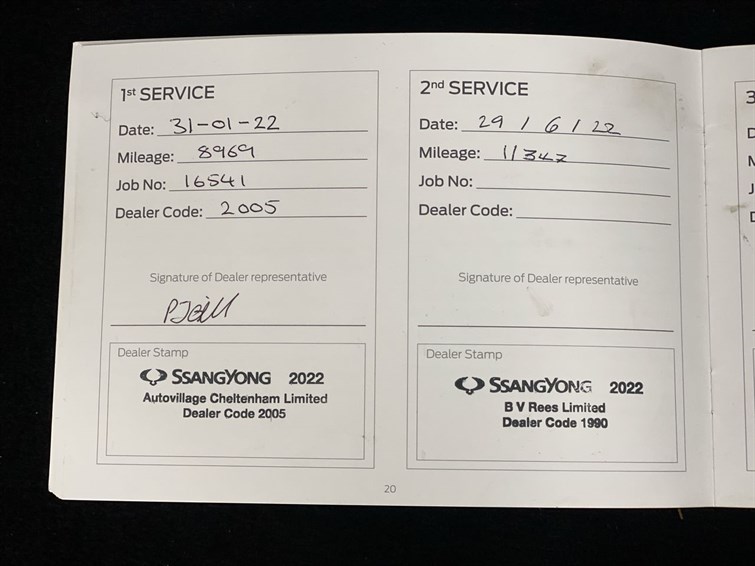 1st SERVICE
Date: 31-01-22
Mileage: 8969
Job No: 16541
Dealer Code: 2005
Signature of Dealer representative
Dealer Stamp
SSANGYONG 2022
Autovillage Cheltenham Limited
Dealer Code 2005
2nd SERVICE
Date: 29 / 6 / 22
Mileage: 11342
Job No:
Dealer Code:
Signature of Dealer representative
Dealer Stamp
SSANGYONG 2022
B V Rees Limited
Dealer Code 1990
20
3